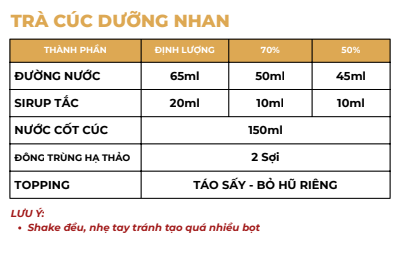 TRÀ CÚC DƯỠNG NHAN
THÀNH PHẦN ĐỊNH LƯỢNG 70% 50%
ĐƯỜNG NƯỚC 65ml 50ml 45ml
SIRUP TẮC 20ml 10ml 10ml
NƯỚC CỐT CÚC 150ml
ĐÔNG TRÙNG HẠ THẢO 2 Sợi
TOPPING TÁO SẤY - BỎ HŨ RIÊNG
LƯU Ý:
• Shake đều, nhẹ tay tránh tạo quá nhiều bọt